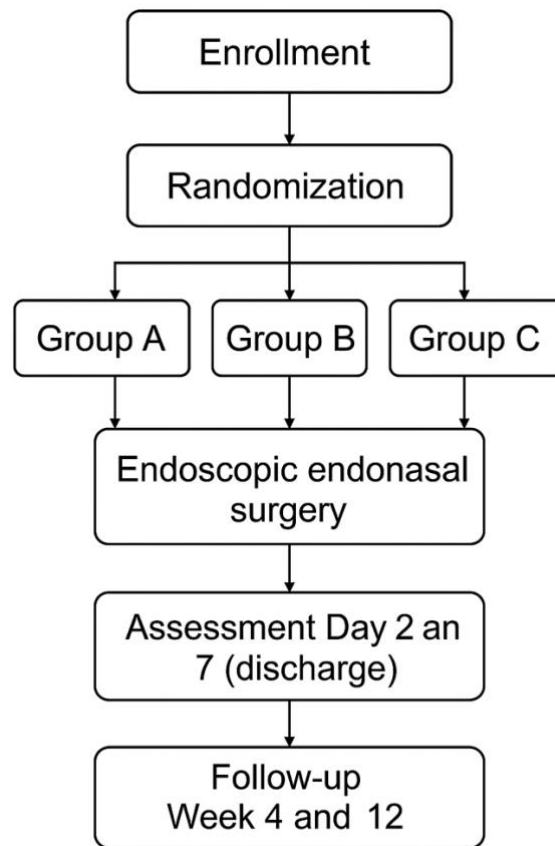 Enrollment
Randomization
Group A
Group B
Group C
Endoscopic endonasal
surgery
Assessment Day 2 an
7 (discharge)
Follow-up
Week 4 and 12